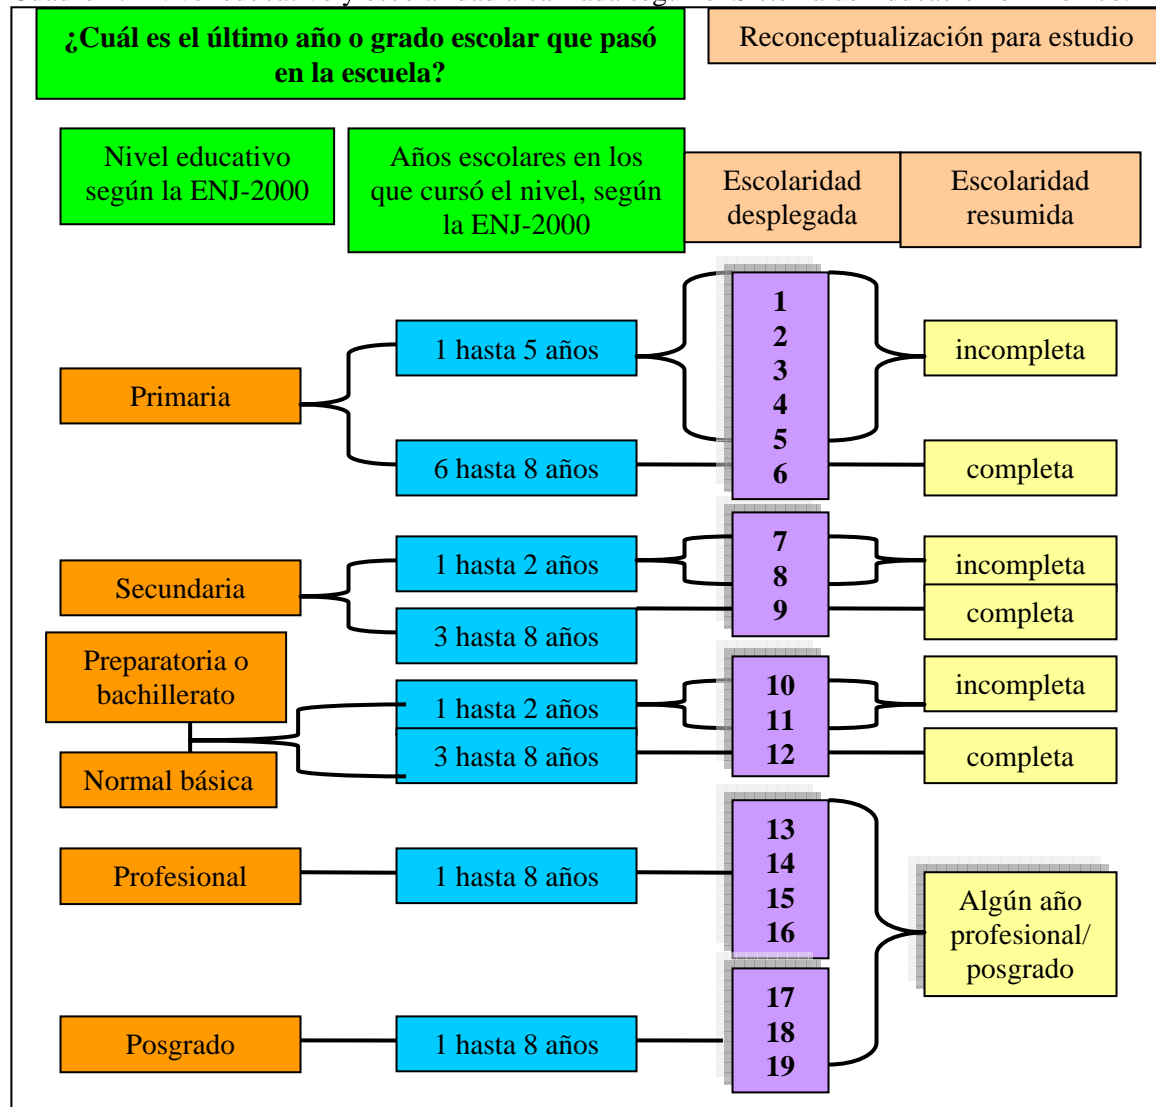 ¿Cuál es el último año o grado escolar que pasó
en la escuela?
Reconceptualización para estudio
Nivel educativo
según la ENJ-2000
Años escolares en los
que cursó el nivel, según
la ENJ-2000
Escolaridad
desplegada
Escolaridad
resumida
Primaria
1 hasta 5 años
1
2
3
4
5
6
incompleta
6 hasta 8 años
completa
Secundaria
1 hasta 2 años
7
8
9
incompleta
3 hasta 8 años
completa
Preparatoria o
bachillerato
Normal básica
1 hasta 2 años
10
11
12
incompleta
3 hasta 8 años
completa
Profesional
1 hasta 8 años
13
14
15
16
Algún año
profesional/
posgrado
Posgrado
1 hasta 8 años
17
18
19